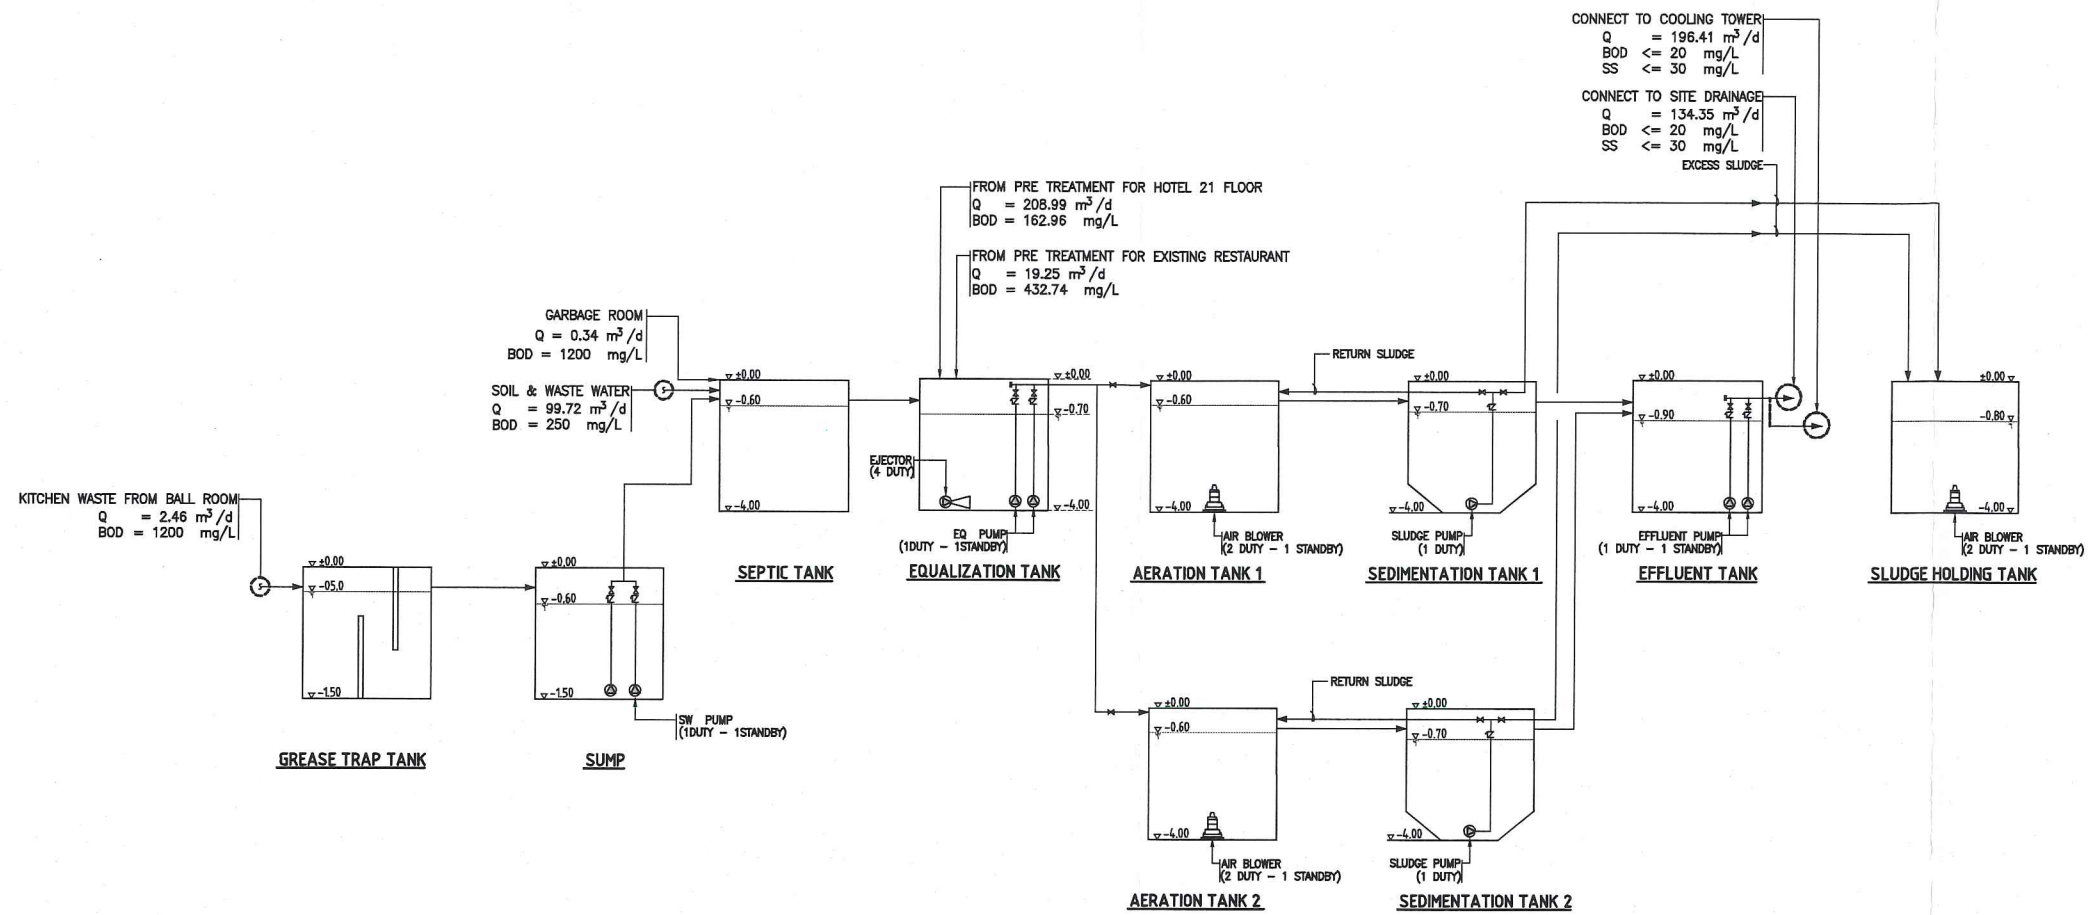 CONNECT TO COOLING TOWER
Q = 196.41 m³/d
BOD <= 20 mg/L
SS <= 30 mg/L
CONNECT TO SITE DRAINAGE
Q = 134.35 m³/d
BOD <= 20 mg/L
SS <= 30 mg/L
EXCESS SLUDGE
FROM PRE TREATMENT FOR HOTEL 21 FLOOR
Q = 208.99 m³/d
BOD = 162.96 mg/L
FROM PRE TREATMENT FOR EXISTING RESTAURANT
Q = 19.25 m³/d
BOD = 432.74 mg/L
GARBAGE ROOM
Q = 0.34 m³/d
BOD = 1200 mg/L
SOIL & WASTE WATER
Q = 99.72 m³/d
BOD = 250 mg/L
KITCHEN WASTE FROM BALL ROOM
Q = 2.46 m³/d
BOD = 1200 mg/L
±0.00
-05.0
-1.50
GREASE TRAP TANK
±0.00
-0.60
-1.50
SW PUMP
(1DUTY - 1STANDBY)
SUMP
±0.00
-0.60
-4.00
SEPTIC TANK
±0.00
-0.70
-4.00
EJECTOR
(4 DUTY)
EQ PUMP
(1DUTY - 1STANDBY)
EQUALIZATION TANK
±0.00
-0.60
-4.00
AIR BLOWER
(2 DUTY - 1 STANDBY)
AERATION TANK 1
RETURN SLUDGE
±0.00
-0.70
-4.00
SLUDGE PUMP
(1 DUTY)
SEDIMENTATION TANK 1
±0.00
-0.90
-4.00
EFFLUENT PUMP
(1 DUTY - 1 STANDBY)
EFFLUENT TANK
±0.00
-0.80
-4.00
AIR BLOWER
(2 DUTY - 1 STANDBY)
SLUDGE HOLDING TANK
±0.00
-0.60
-4.00
AIR BLOWER
(2 DUTY - 1 STANDBY)
AERATION TANK 2
RETURN SLUDGE
±0.00
-0.70
-4.00
SLUDGE PUMP
(1 DUTY)
SEDIMENTATION TANK 2